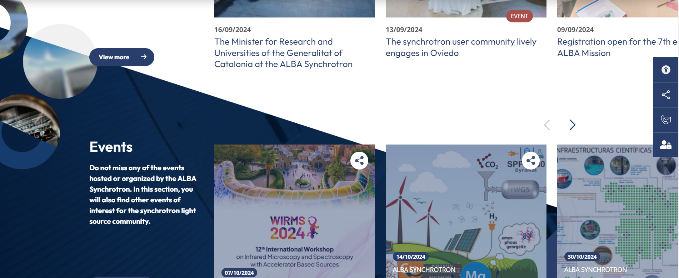 EVENT
16/09/2024
The Minister for Research and
Universities of the Generalitat of
Catalonia at the ALBA Synchrotron
13/09/2024
The synchrotron user community lively
engages in Oviedo
09/09/2024
Registration open for the 7th e
ALBA Mission
View more
Events
Do not miss any of the events
hosted or organized by the ALBA
Synchrotron. In this section, you
will also find other events of
interest for the synchrotron light
source community.
WIRMS
2024
12th International Workshop
on Infrared Microscopy and Spectroscopy
with Accelerator Based Sources
07/10/2024
CO2
WGS
H2
Mg
14/10/2024
ALBA SYNCHROTRON
INFRAESTRUCTURAS CIENTÍFICAS
30/10/2024
ALBA SYNCHROTRON